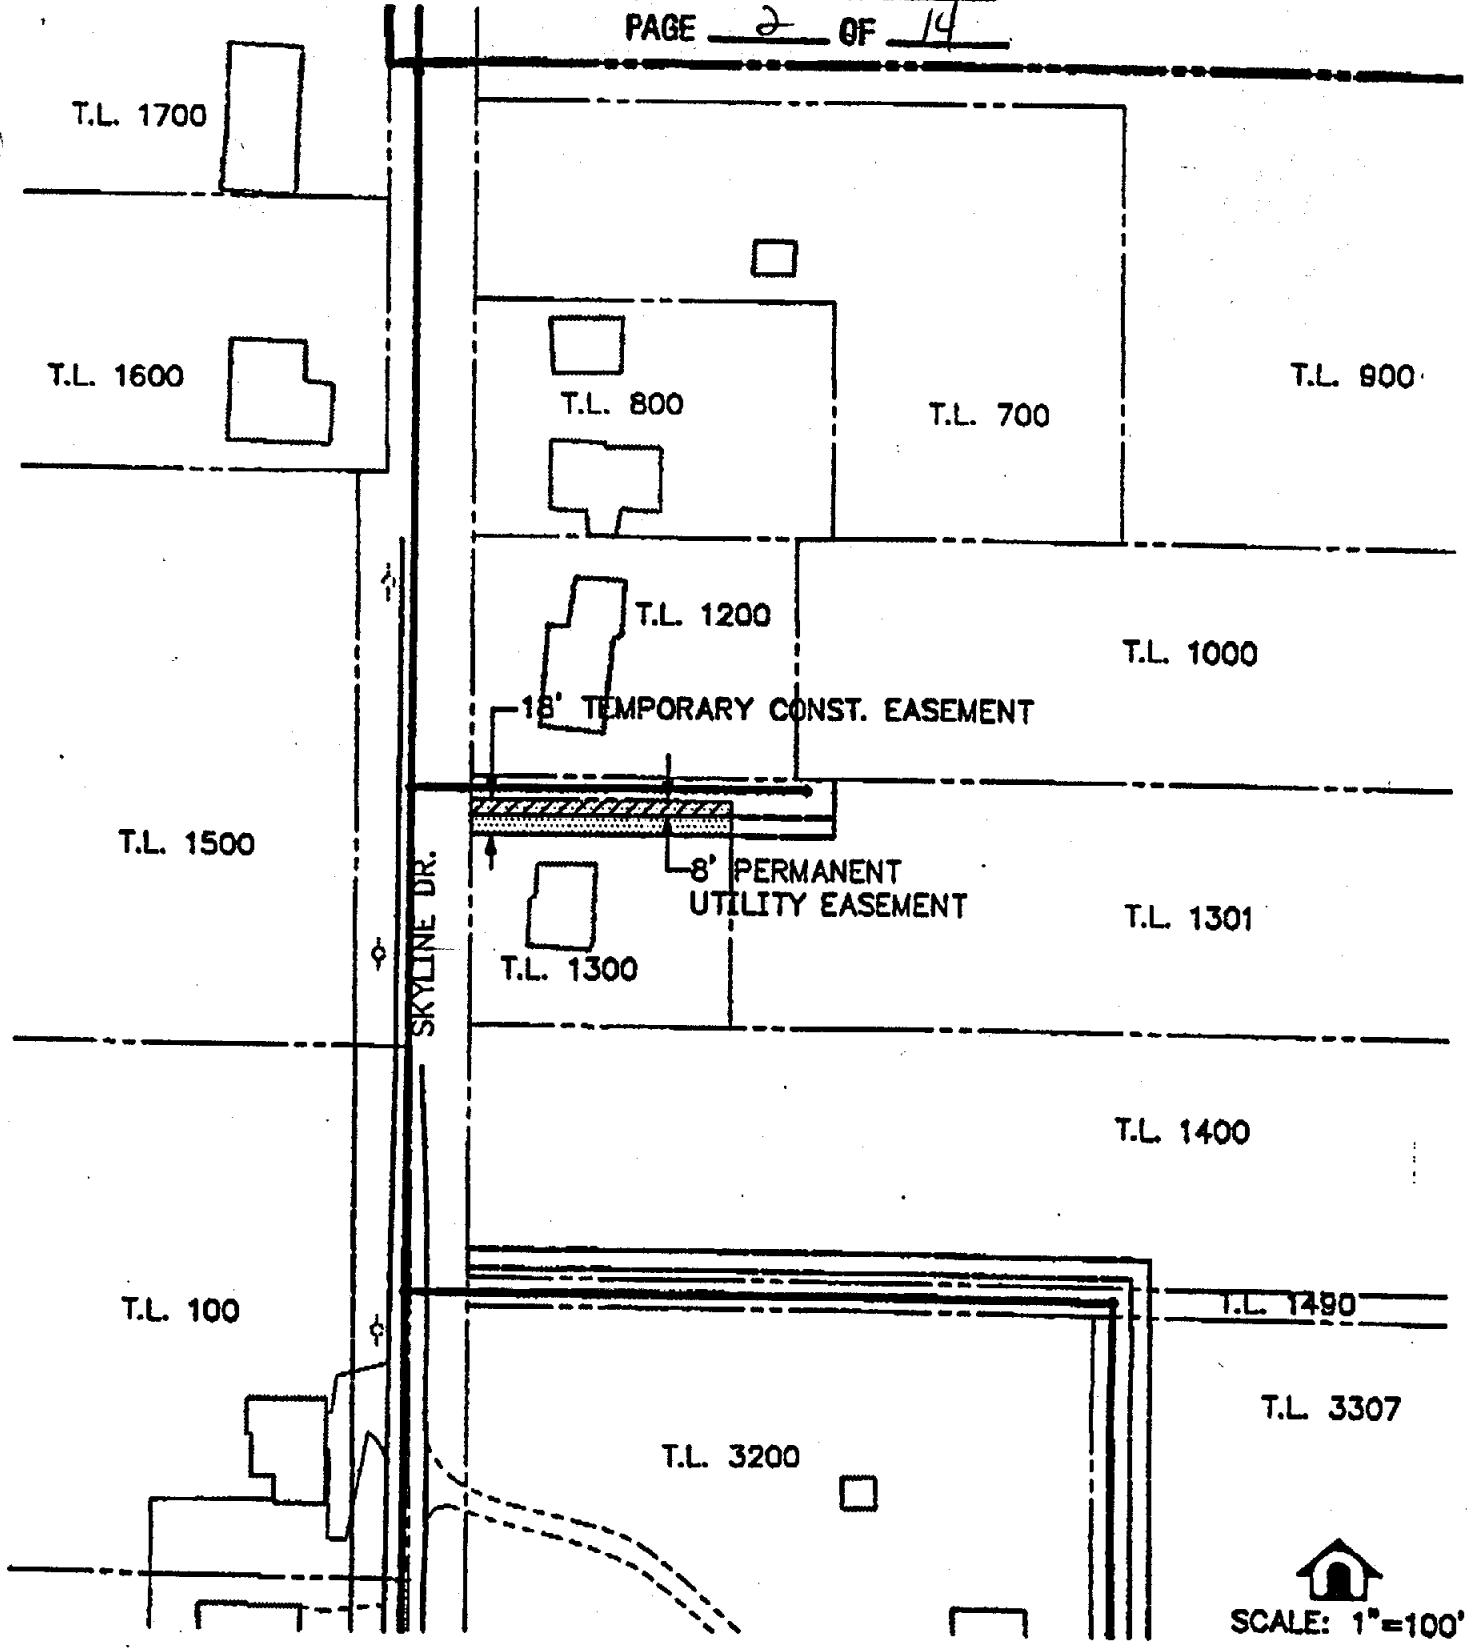 PAGE 2 OF 14
T.L. 1700
T.L. 1600
T.L. 800
T.L. 700
T.L. 900
T.L. 1200
T.L. 1000
18' TEMPORARY CONST. EASEMENT
T.L. 1500
SKYLINE DR.
8' PERMANENT
UTILITY EASEMENT
T.L. 1301
T.L. 1300
T.L. 1400
T.L. 100
T.L. 1490
T.L. 3307
T.L. 3200
SCALE: 1"=100'